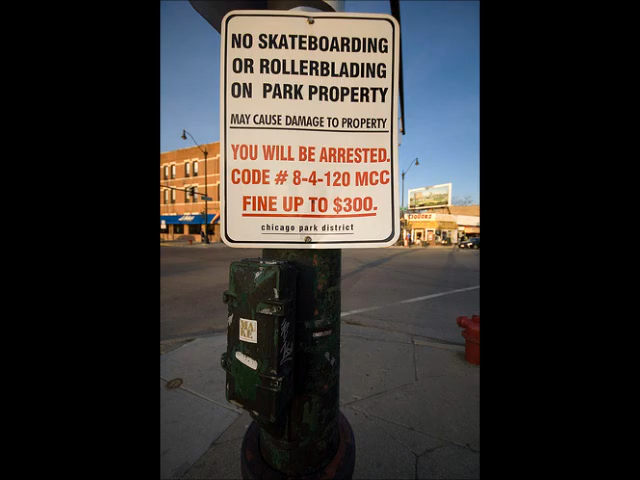 NO SKATEBOARDING
OR ROLLERBLADING
ON PARK PROPERTY
MAY CAUSE DAMAGE TO PROPERTY
YOU WILL BE ARRESTED.
CODE # 8-4-120 MCC
FINE UP TO $300.
chicago park district